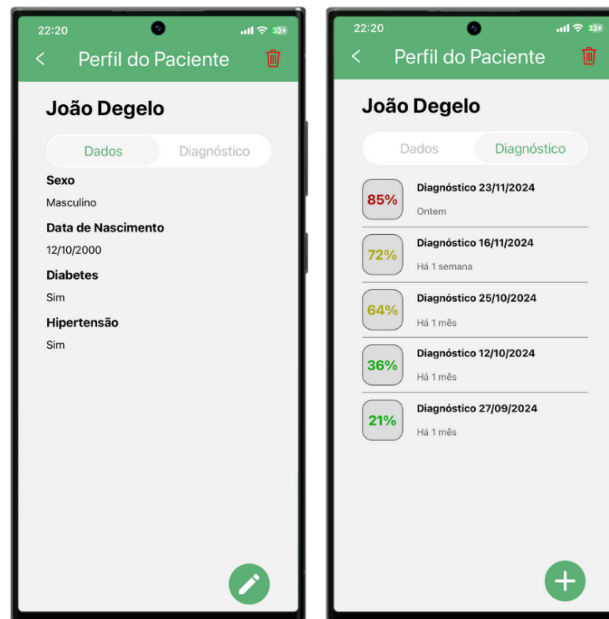 22:20
33
Perfil do Paciente
João Degelo
Dados Diagnóstico
Sexo
Masculino
Data de Nascimento
12/10/2000
Diabetes
Sim
Hipertensão
Sim
22:20
33
Perfil do Paciente
João Degelo
Dados Diagnóstico
85%
Diagnóstico 23/11/2024
Ontem
72%
Diagnóstico 16/11/2024
Há 1 semana
64%
Diagnóstico 25/10/2024
Há 1 mês
36%
Diagnóstico 12/10/2024
Há 1 mês
21%
Diagnóstico 27/09/2024
Há 1 mês